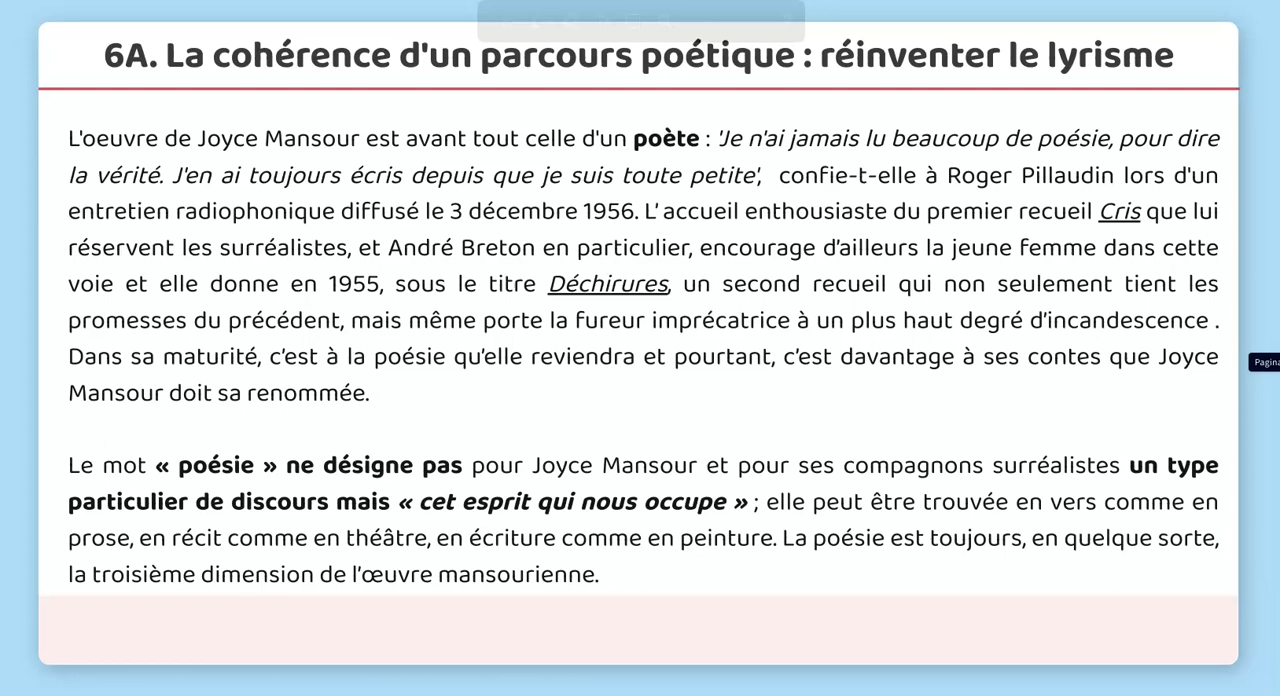 6A. La cohérence d'un parcours poétique : réinventer le lyrisme
L'oeuvre de Joyce Mansour est avant tout celle d'un poète : 'Je n'ai jamais lu beaucoup de poésie, pour dire
la vérité. J'en ai toujours écris depuis que je suis toute petite', confie-t-elle à Roger Pillaudin lors d'un
entretien radiophonique diffusé le 3 décembre 1956. L' accueil enthousiaste du premier recueil Cris que lui
réservent les surréalistes, et André Breton en particulier, encourage d’ailleurs la jeune femme dans cette
voie et elle donne en 1955, sous le titre Déchirures, un second recueil qui non seulement tient les
promesses du précédent, mais même porte la fureur imprécatrice à un plus haut degré d’incandescence .
Dans sa maturité, c’est à la poésie qu’elle reviendra et pourtant, c’est davantage à ses contes que Joyce
Mansour doit sa renommée.
Le mot « poésie » ne désigne pas pour Joyce Mansour et pour ses compagnons surréalistes un type
particulier de discours mais « cet esprit qui nous occupe » ; elle peut être trouvée en vers comme en
prose, en récit comme en théâtre, en écriture comme en peinture. La poésie est toujours, en quelque sorte,
la troisième dimension de l’œuvre mansourienne.
Pagina